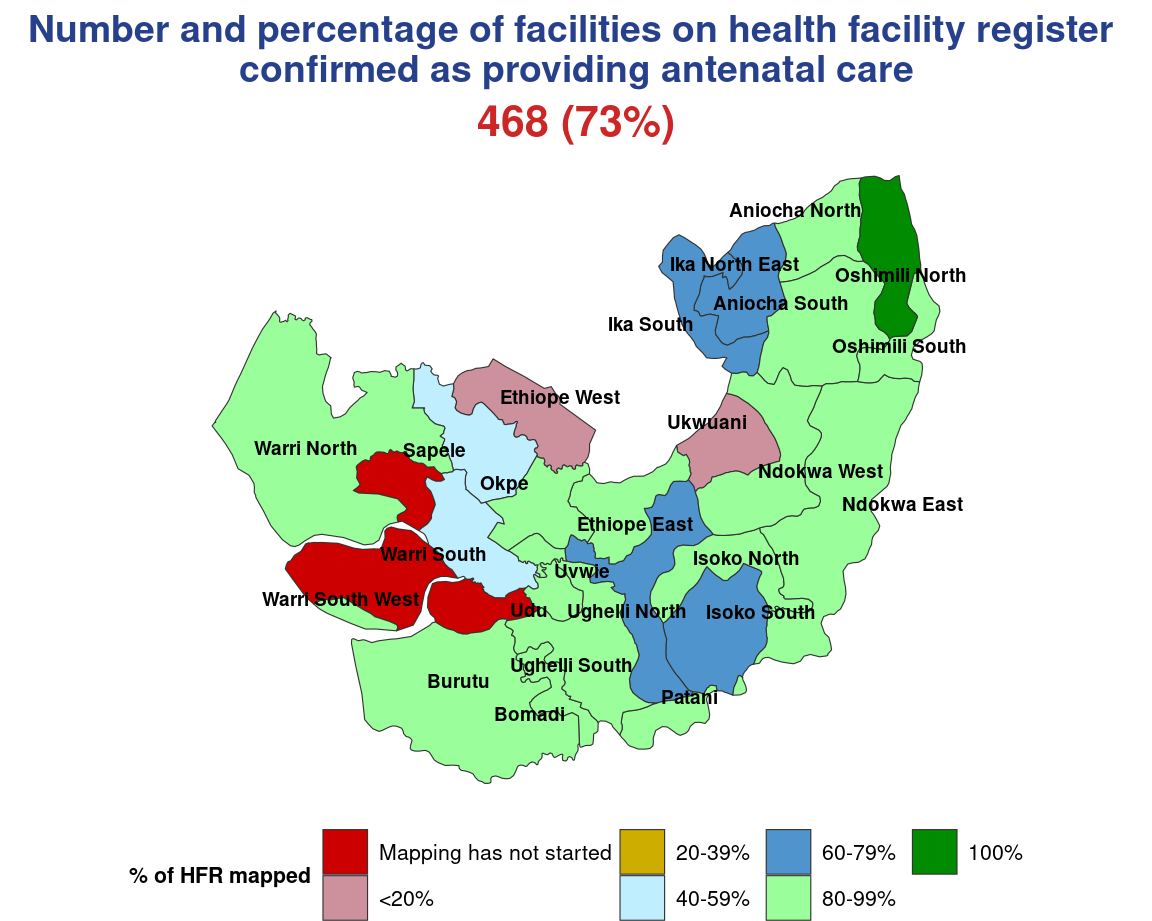 Number and percentage of facilities on health facility register
confirmed as providing antenatal care
468 (73%)
Aniocha North
Ika North East
Oshimili North
Aniocha South
Ika South
Oshimili South
Ethiope West
Ukwuani
Warri North
Sapele
Ndokwa West
Okpe
Ndokwa East
Ethiope East
Warri South
Isoko North
Uvwie
Warri South West
Udu
Ughelli North
Isoko South
Ughelli South
Burutu
Patani
Bomadi
% of HFR mapped
Mapping has not started
20-39%
60-79%
100%
<20%
40-59%
80-99%